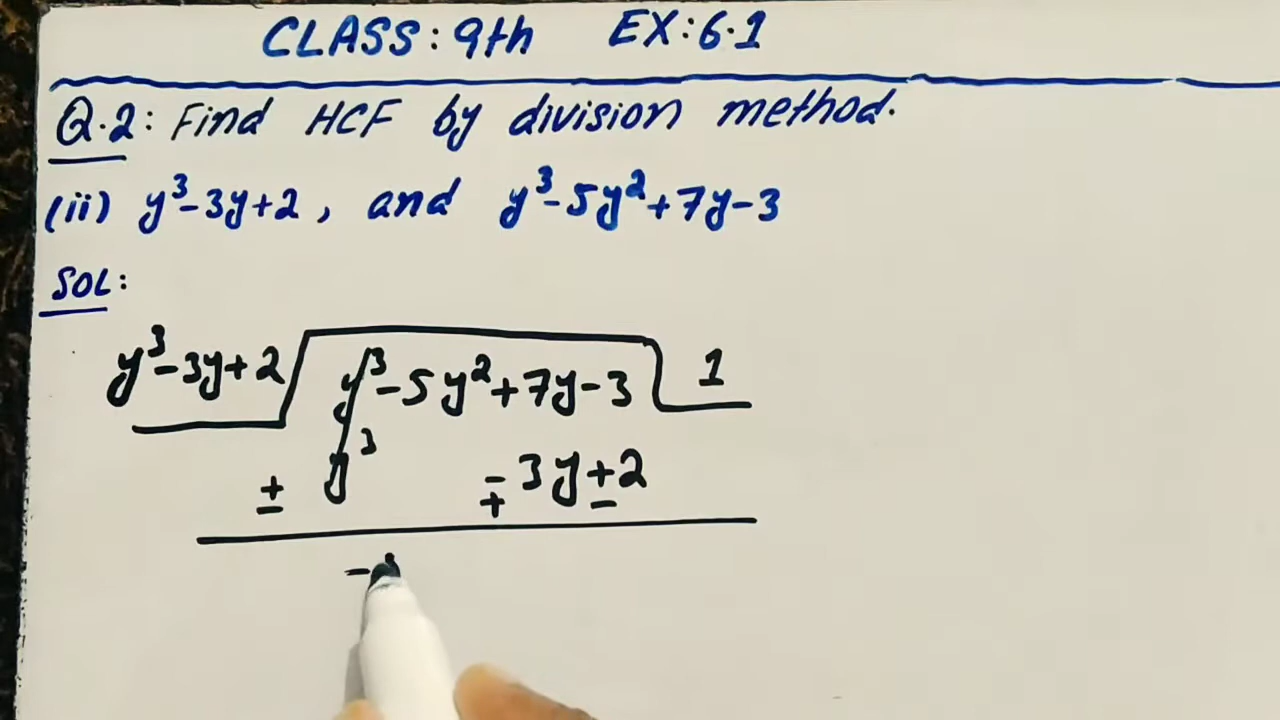 CLASS: 9th EX: 6.1
Q.2: Find HCF by division method.
(ii) y³-3y+2, and y³-5y²+7y-3
SOL:
y³-3y+2 y³-5y²+7y-3 1
± y³ ∓3y±2
-